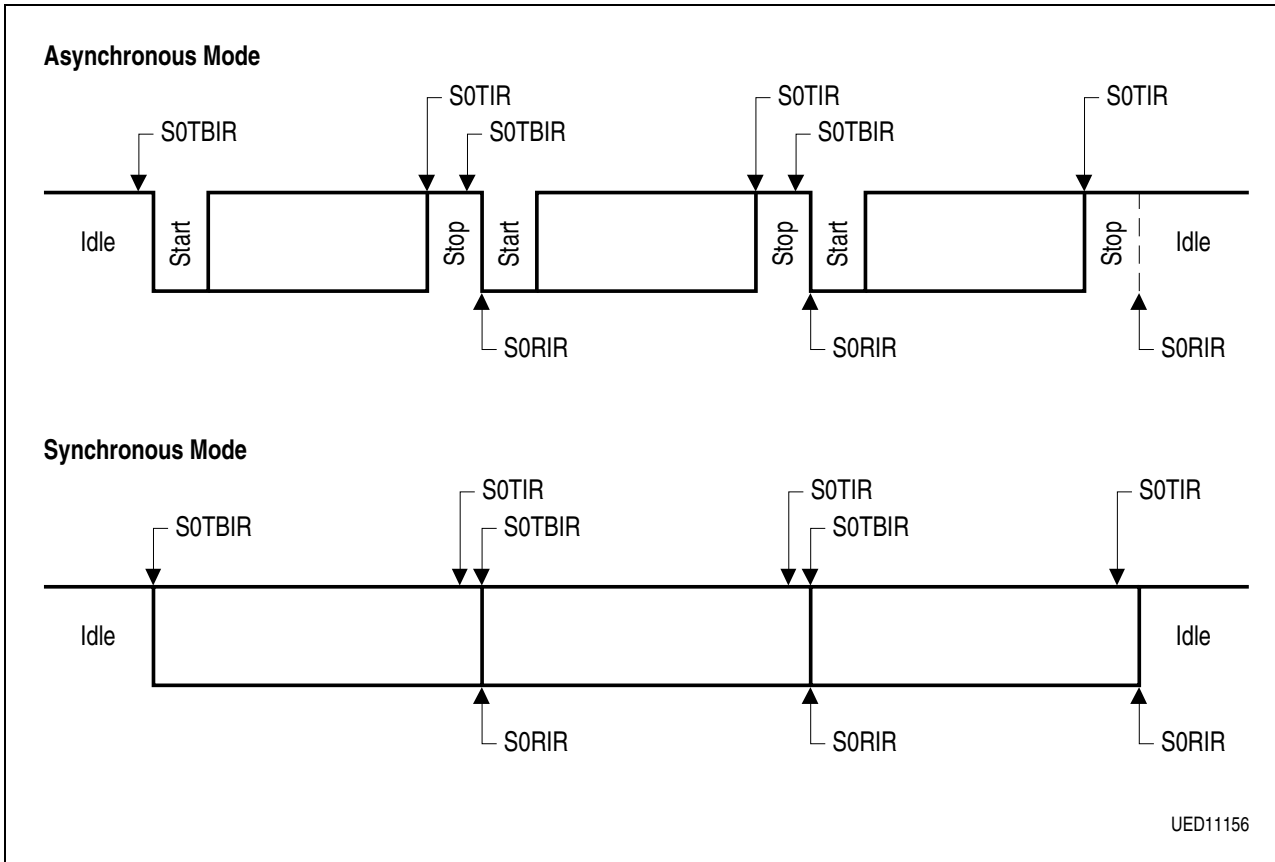 Asynchronous Mode
S0TIR
S0TIR
S0TIR
S0TBIR
S0TBIR
S0TBIR
Idle
Start
Stop
Start
Stop
Start
Stop
Idle
S0RIR
S0RIR
S0RIR
Synchronous Mode
S0TIR
S0TIR
S0TIR
S0TBIR
S0TBIR
S0TBIR
Idle
Idle
S0RIR
S0RIR
S0RIR
UED11156